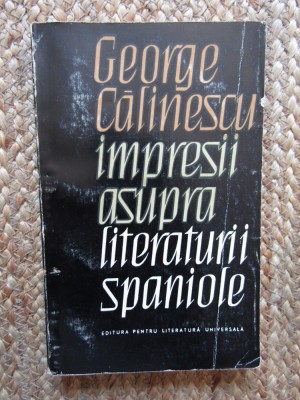 George
Călinescu
impresii
asupra
literaturii
spaniole
EDITURA PENTRU LITERATURĂ UNIVERSALĂ